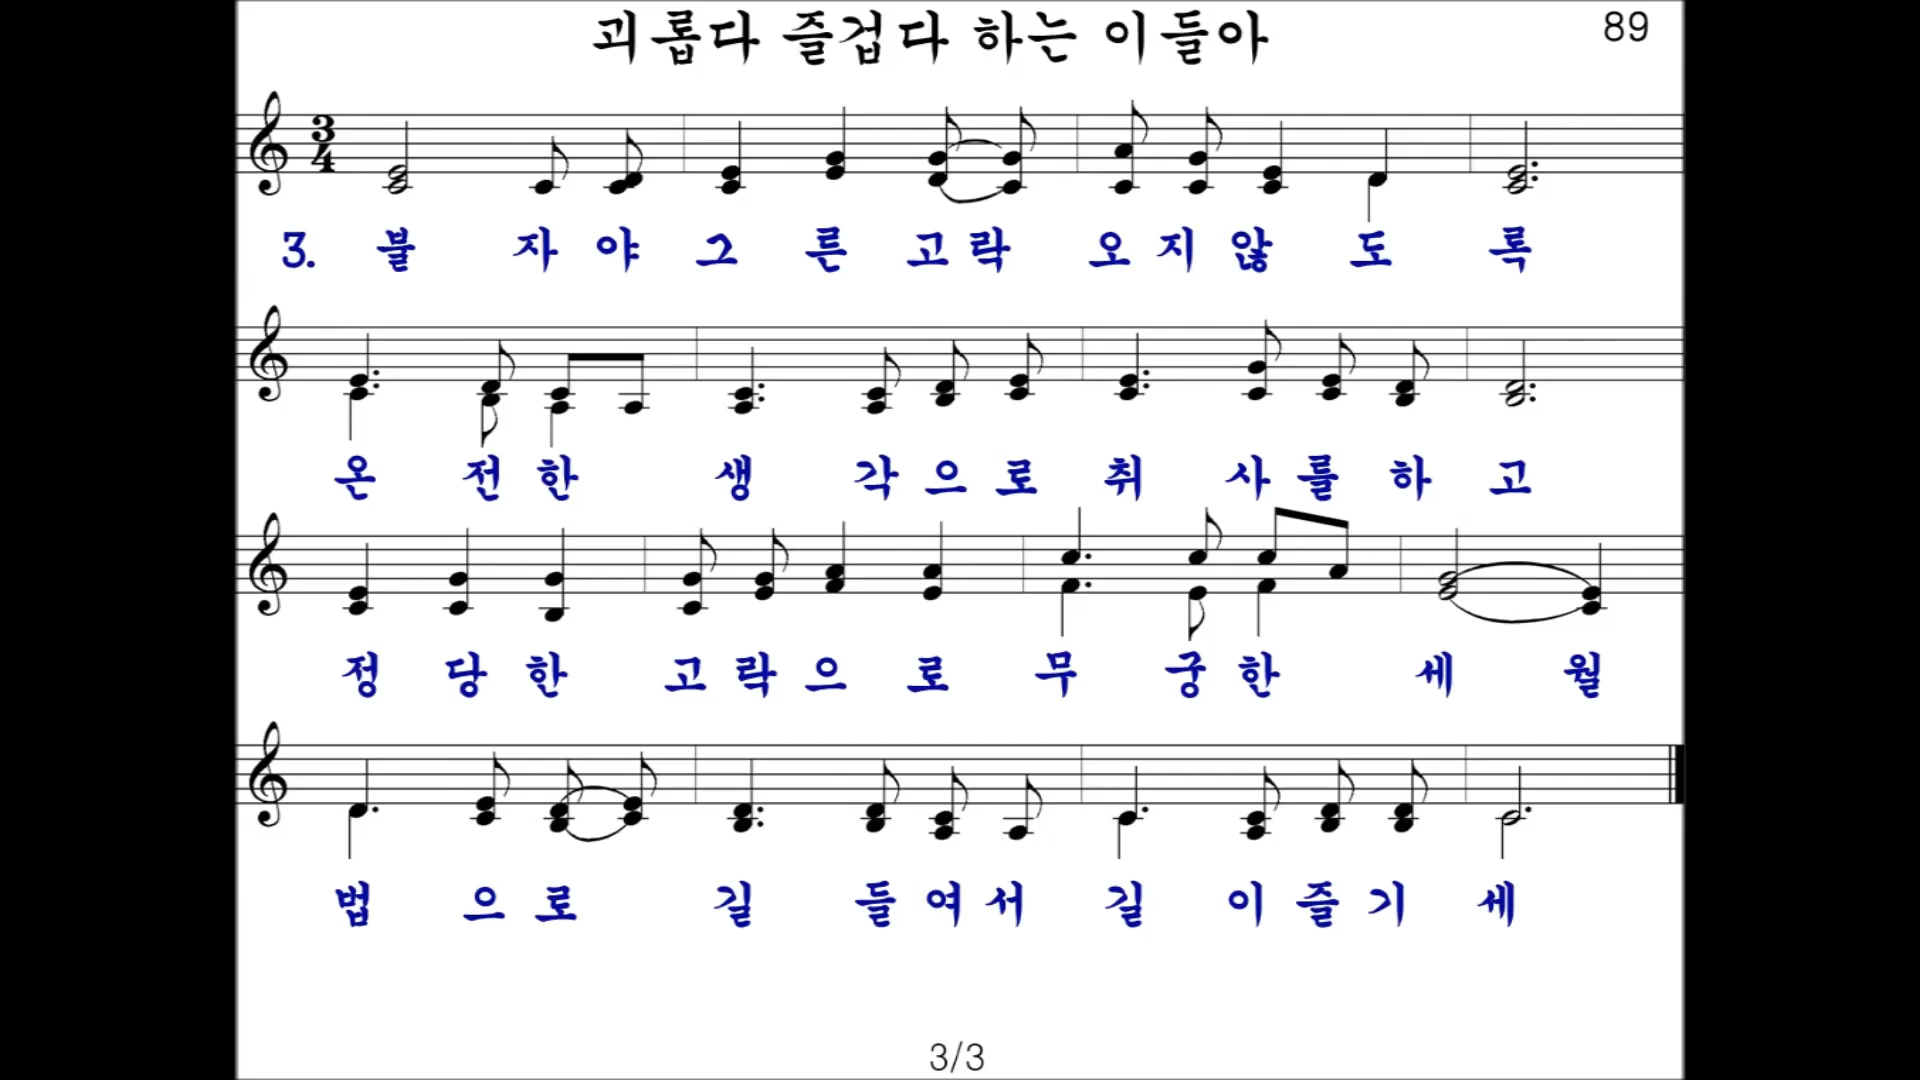 괴롭다 즐겁다 하는 이들아 89
3. 불 자 야 그 른 고 락 오 지 않 도 록
온 전 한 생 각 으 로 취 사 를 하 고
정 당 한 고 락 으 로 무 궁 한 세 월
법 으 로 길 들 여 서 길 이 즐 기 세
3/3